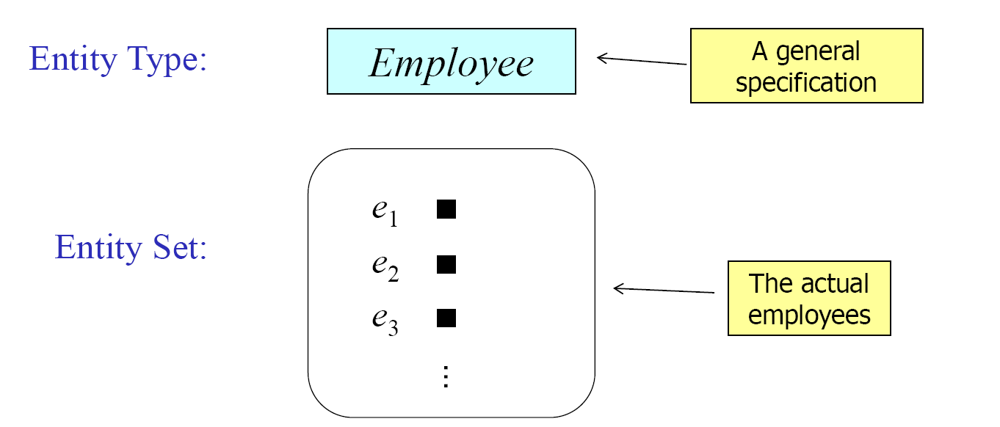 Entity Type:
Employee
A general
specification
Entity Set:
e1
e2
e3
⋮
The actual
employees